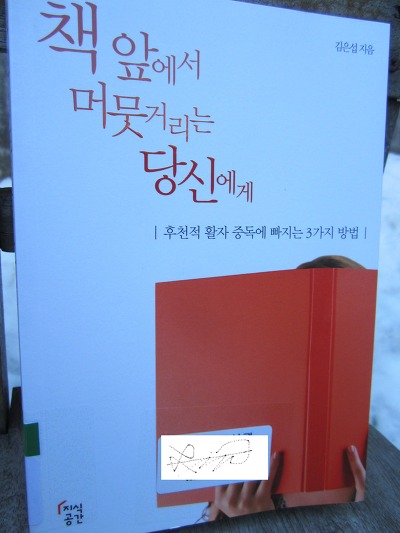 김은섭 지음
책 앞에서
머뭇거리는
당신에게
| 후천적 활자 중독에 빠지는 3가지 방법 |
지식
공간